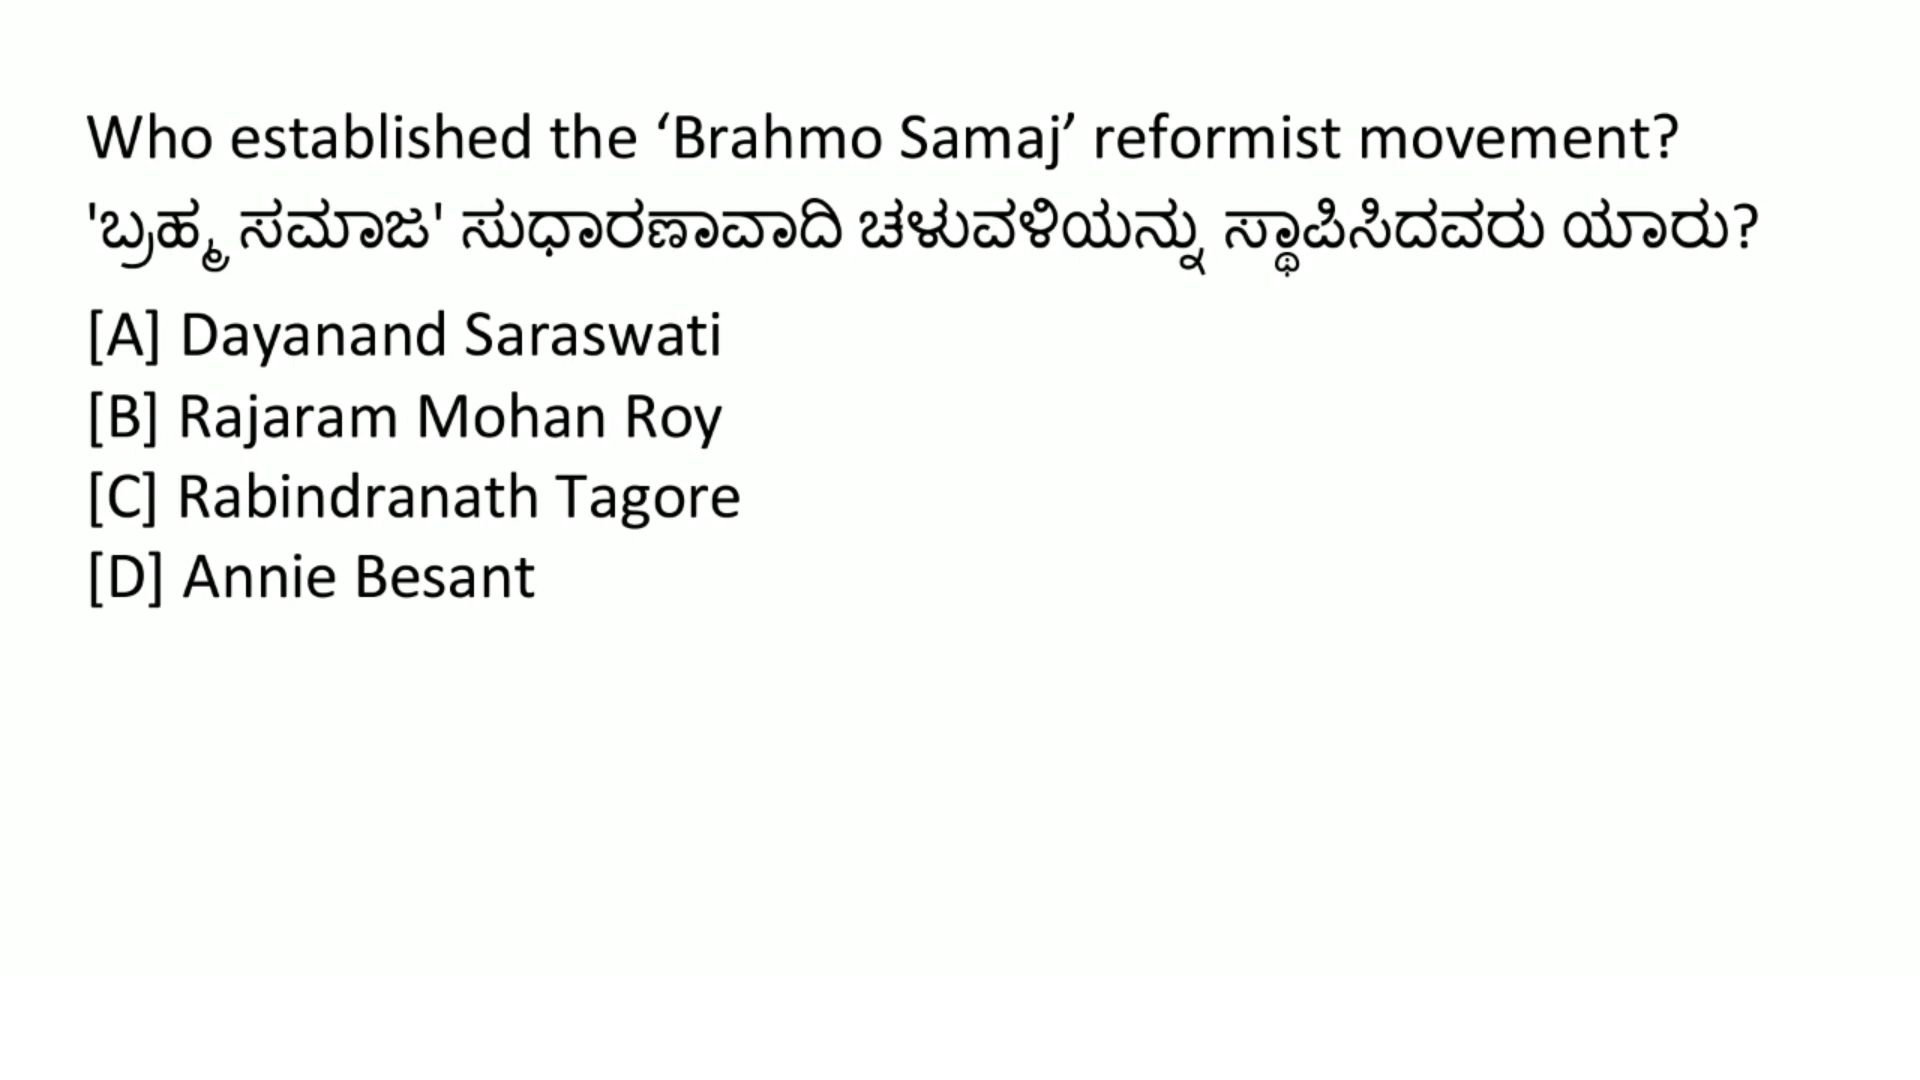 Who established the ‘Brahmo Samaj’ reformist movement?
'ಬ್ರಹ್ಮ ಸಮಾಜ' ಸುಧಾರಣಾವಾದಿ ಚಳುವಳಿಯನ್ನು ಸ್ಥಾಪಿಸಿದವರು ಯಾರು?
[A] Dayanand Saraswati
[B] Rajaram Mohan Roy
[C] Rabindranath Tagore
[D] Annie Besant